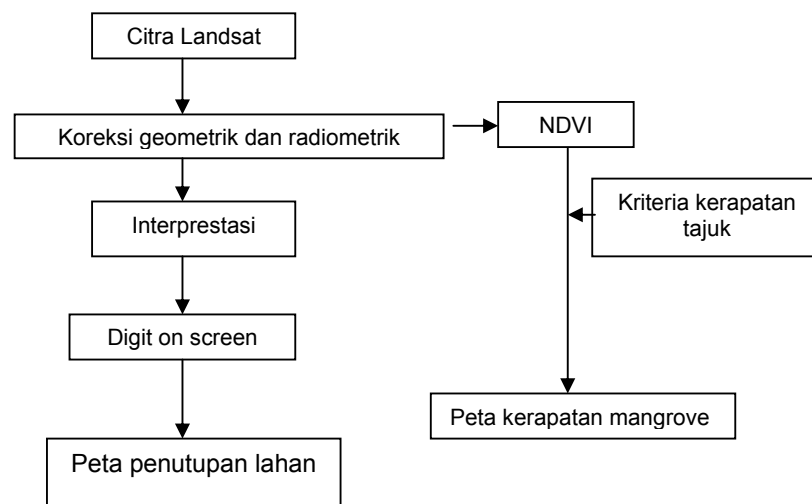 Citra Landsat
Koreksi geometrik dan radiometrik
NDVI
Kriteria kerapatan
tajuk
Interprestasi
Digit on screen
Peta kerapatan mangrove
Peta penutupan lahan